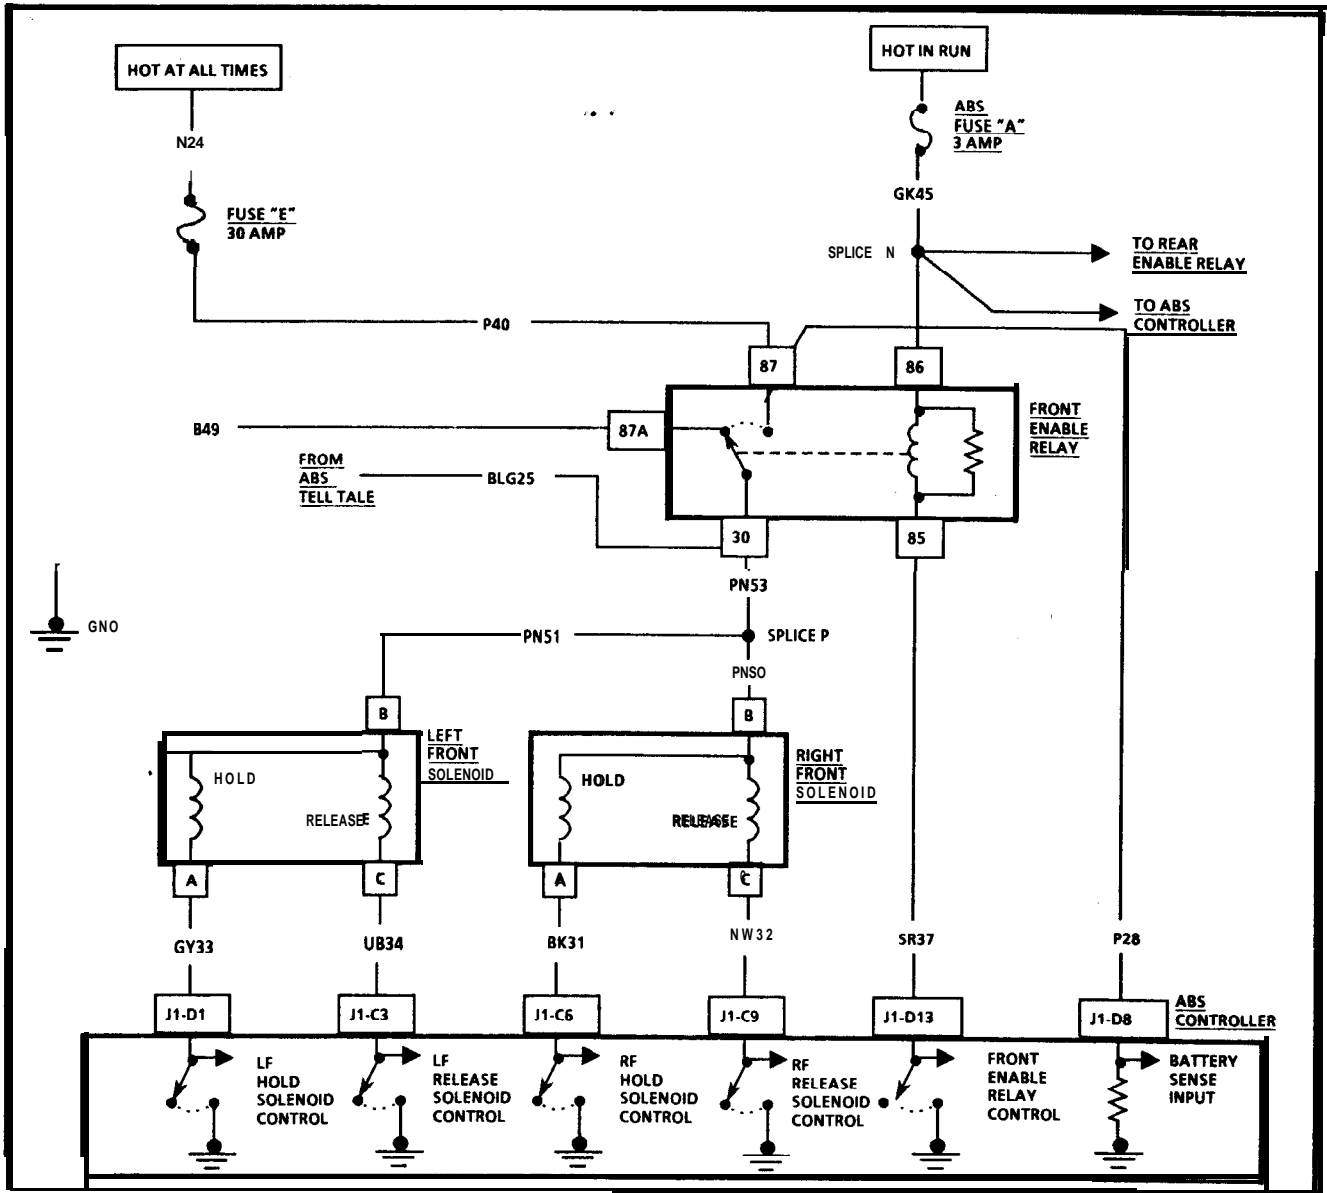 HOT AT ALL TIMES
HOT IN RUN
ABS
FUSE "A"
3 AMP
N24
GK45
FUSE "E"
30 AMP
SPLICE N
TO REAR
ENABLE RELAY
TO ABS
CONTROLLER
P40
87
86
FRONT
ENABLE
RELAY
B49
87A
FROM
ABS
TELL TALE
BLG25
30
85
PN53
GNO
PN51
SPLICE P
PNSO
B
B
LEFT
FRONT
SOLENOID
RIGHT
FRONT
SOLENOID
HOLD
RELEASE
HOLD
RELEASE
A
C
A
C
GY33
UB34
BK31
NW32
SR37
P28
J1-D1
J1-C3
J1-C6
J1-C9
J1-D13
J1-D8
ABS
CONTROLLER
LF
HOLD
SOLENOID
CONTROL
LF
RELEASE
SOLENOID
CONTROL
RF
HOLD
SOLENOID
CONTROL
RF
RELEASE
SOLENOID
CONTROL
FRONT
ENABLE
RELAY
CONTROL
BATTERY
SENSE
INPUT